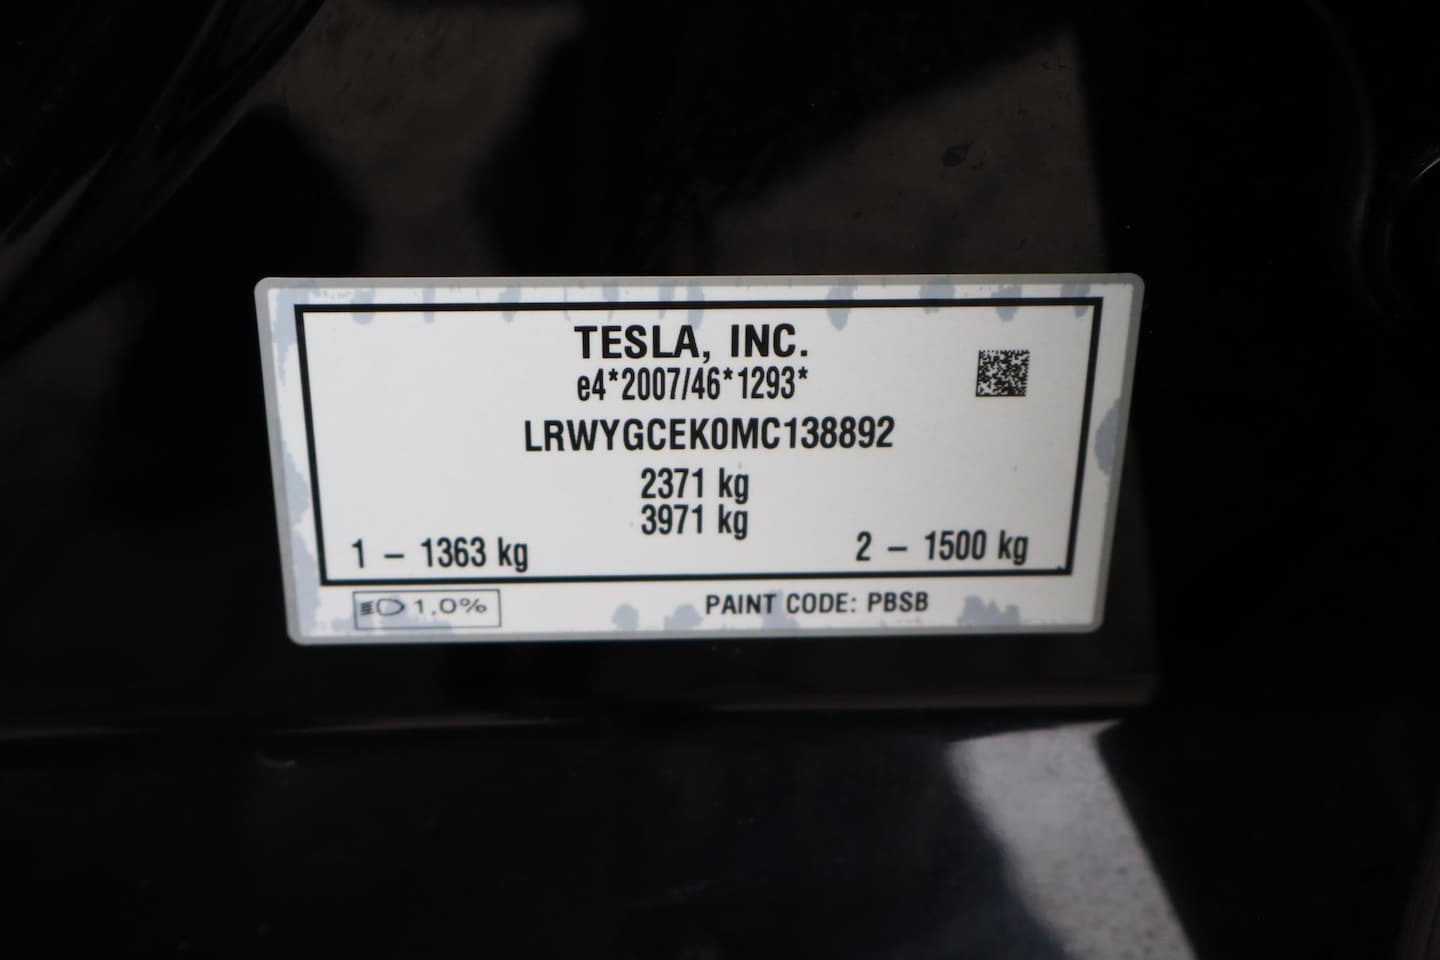 TESLA, INC.
e4*2007/46*1293*
LRWYGCEK0MC138892
2371 kg
3971 kg
1 – 1363 kg
2 – 1500 kg
1.0%
PAINT CODE: PBSB